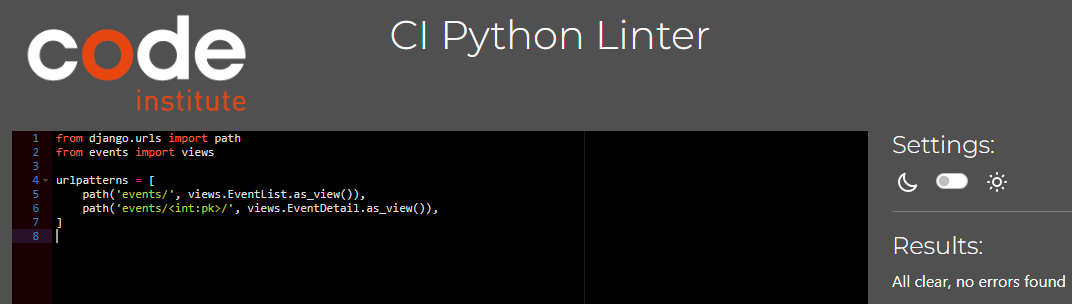 code
institute
CI Python Linter
1 from django.urls import path
2 from events import views
3
4 urlpatterns = [
5     path('events/', views.EventList.as_view()),
6     path('events/<int:pk>/', views.EventDetail.as_view()),
7 ]
8
Settings:
Results:
All clear, no errors found